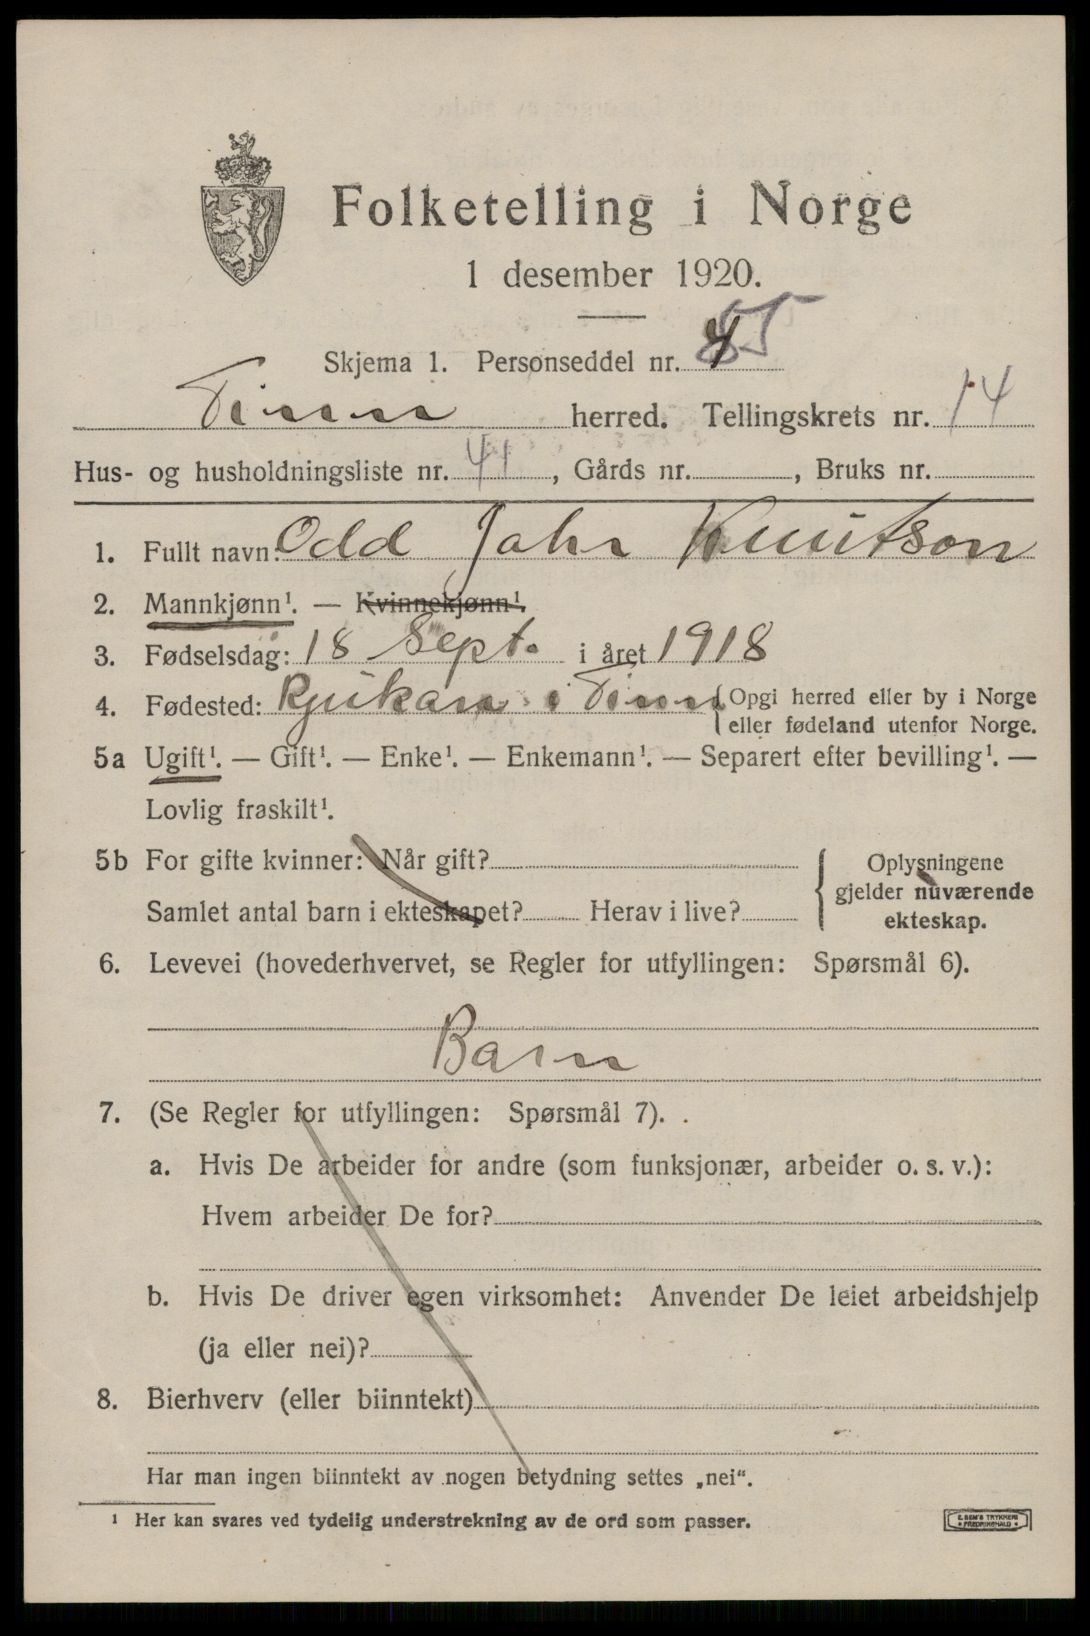 Folketelling i Norge
1 desember 1920.
Skjema 1. Personseddel nr. 4
Tinn herred. Tellingskrets nr. 14
Hus- og husholdningsliste nr. 41, Gårds nr. , Bruks nr.
1. Fullt navn: Odd Jahr Knutson
2. Mannkjønn¹. — Kvinnekjønn¹.
3. Fødselsdag: 18 Sept. i året 1918
4. Fødested: Rjukan i Tinn {Opgi herred eller by i Norge
eller fødeland utenfor Norge.
5a Ugift¹. — Gift¹. — Enke¹. — Enkemann¹. — Separert efter bevilling¹. —
Lovlig fraskilt¹.
5b For gifte kvinner: Når gift?
Samlet antal barn i ekteskapet? Herav i live?
Oplysningene
gjelder nuværende
ekteskap.
6. Levevei (hovederhvervet, se Regler for utfyllingen: Spørsmål 6).
Barn
7. (Se Regler for utfyllingen: Spørsmål 7).
a. Hvis De arbeider for andre (som funksjonær, arbeider o. s. v.):
Hvem arbeider De for?
b. Hvis De driver egen virksomhet: Anvender De leiet arbeidshjelp
(ja eller nei)?
8. Bierhverv (eller biinntekt)
Har man ingen biinntekt av nogen betydning settes „nei".
¹ Her kan svares ved tydelig understrekning av de ord som passer.
E. SEM'S TRYKKERI
FREDRIKSHALD